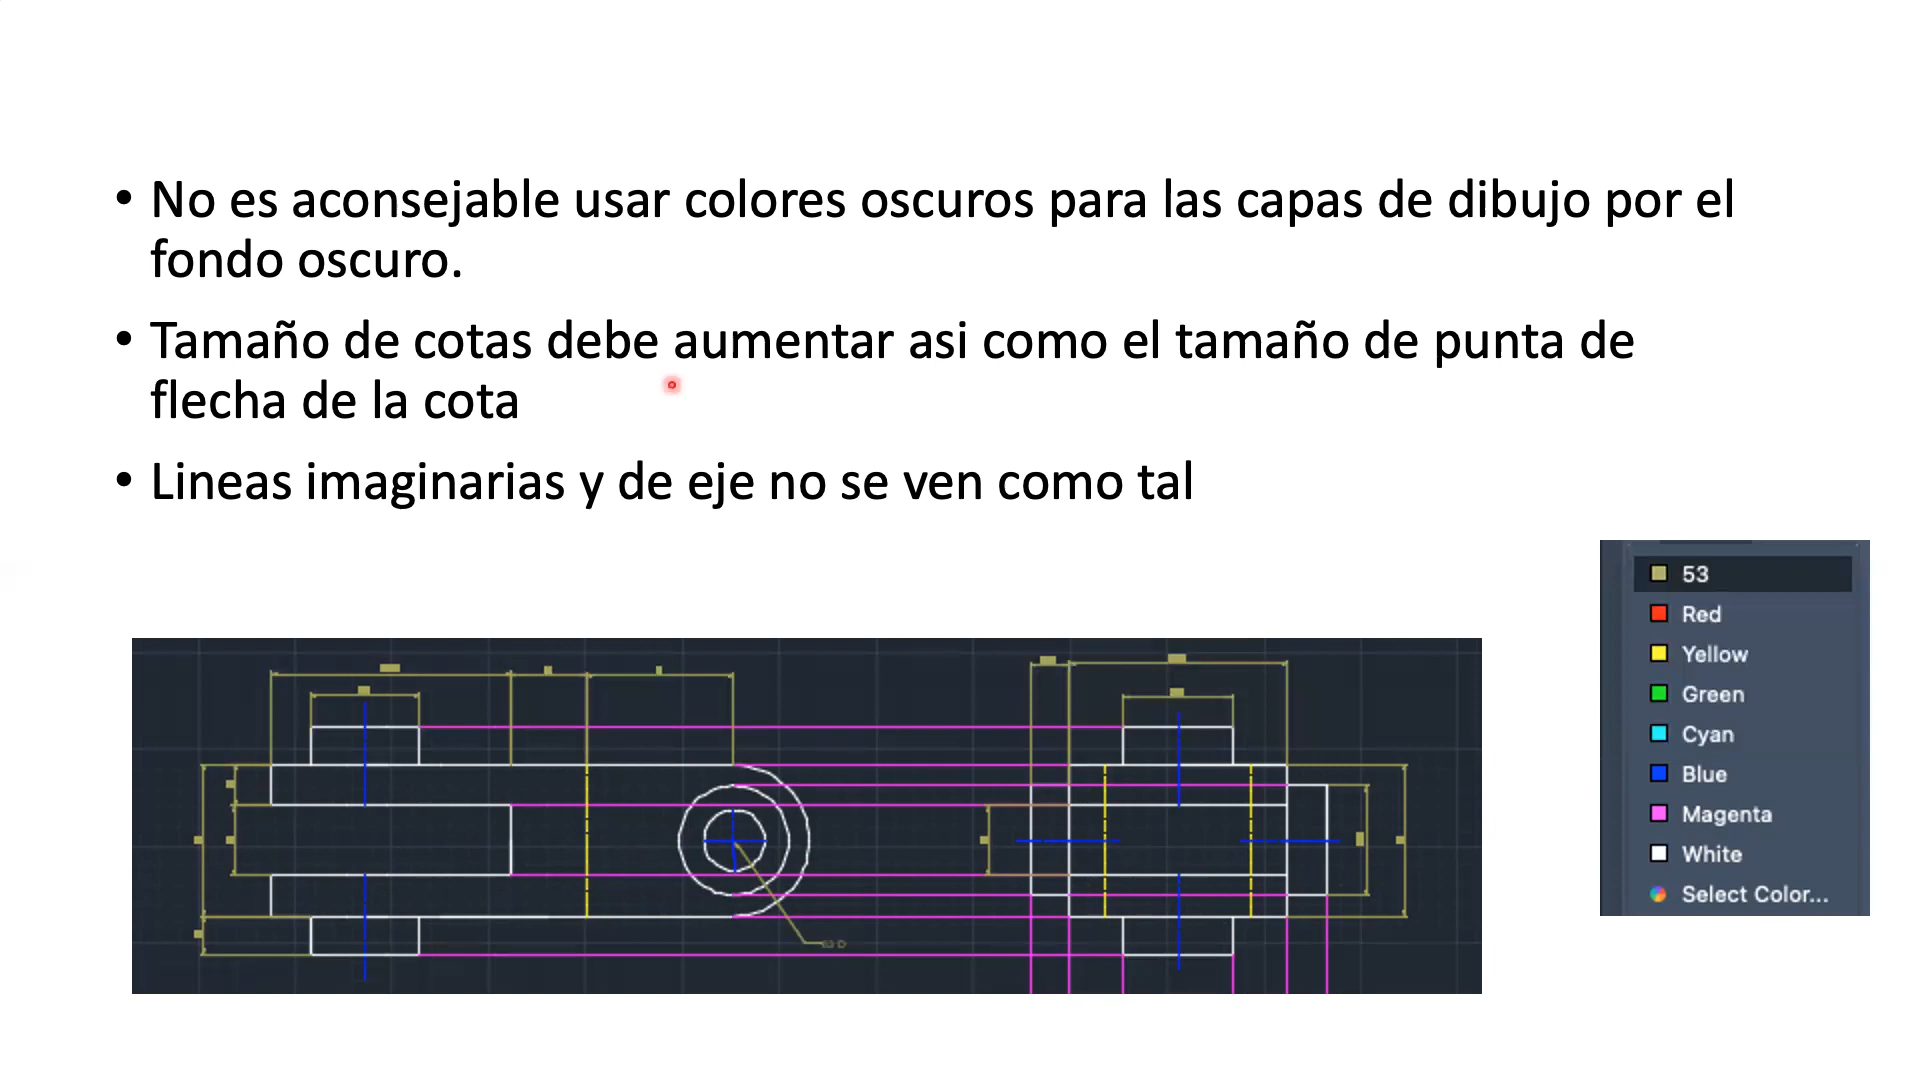 • No es aconsejable usar colores oscuros para las capas de dibujo por el
fondo oscuro.
• Tamaño de cotas debe aumentar asi como el tamaño de punta de
flecha de la cota
• Lineas imaginarias y de eje no se ven como tal
53
Red
Yellow
Green
Cyan
Blue
Magenta
White
Select Color...